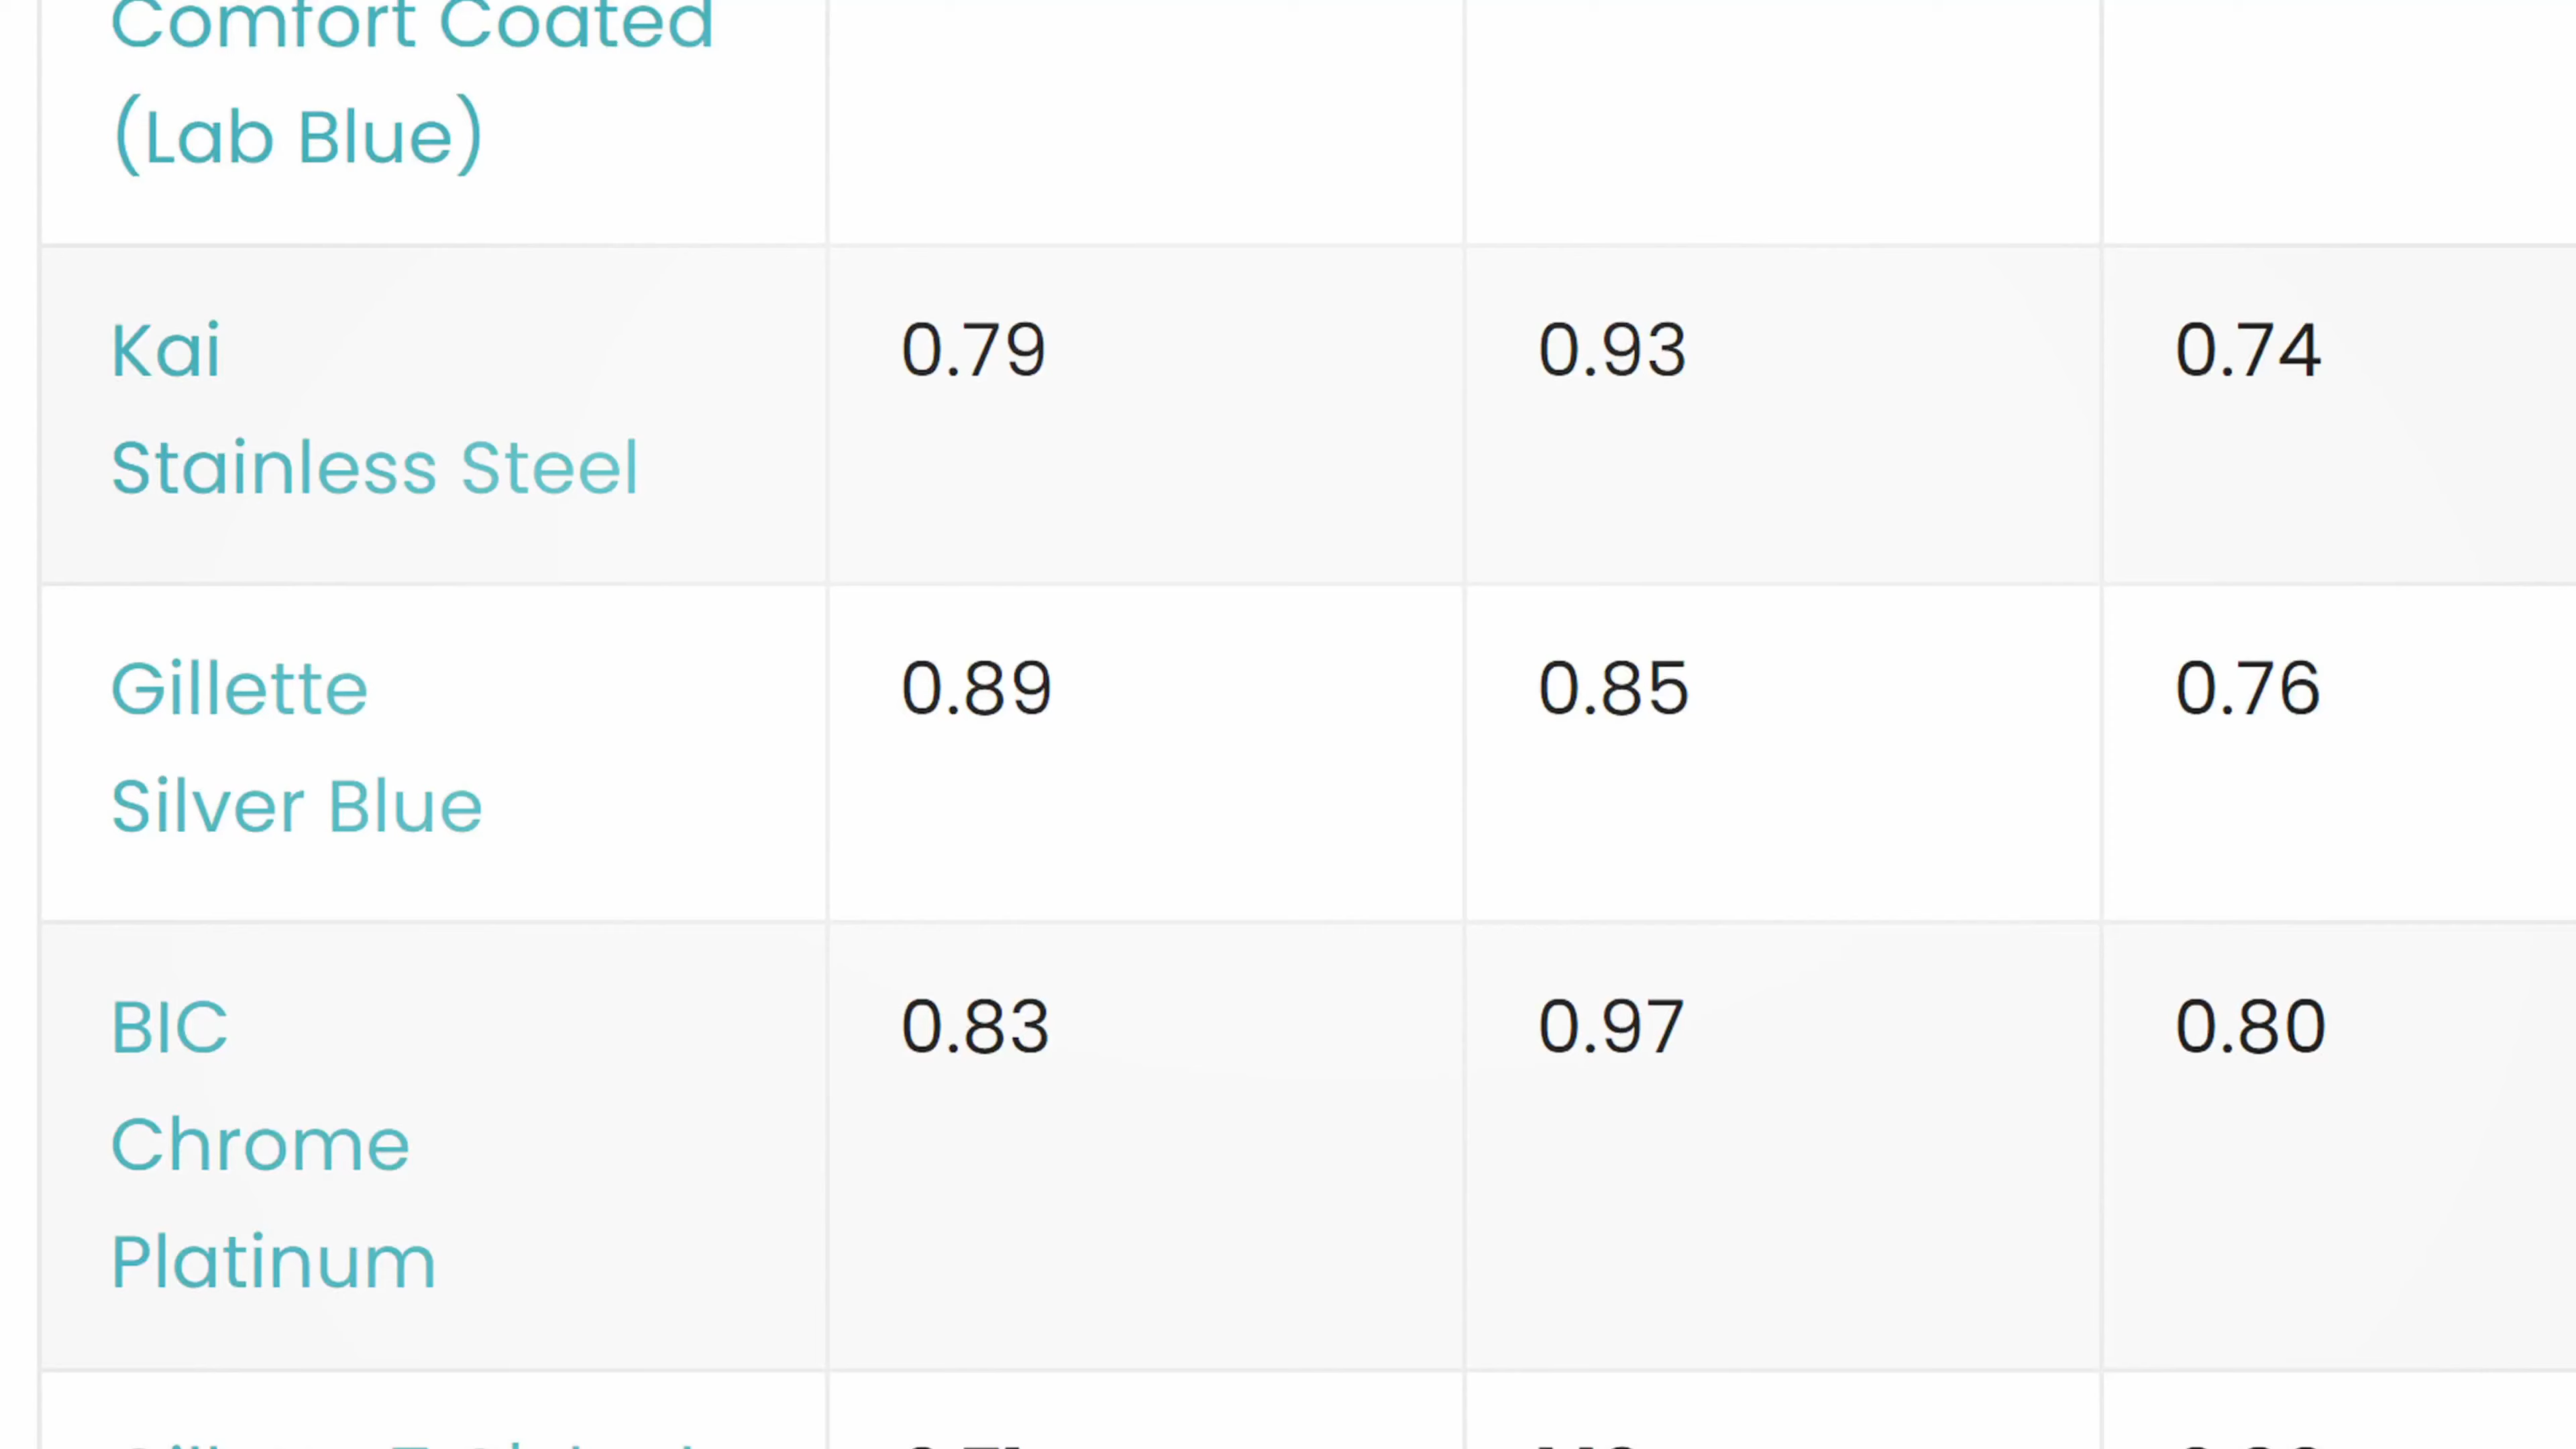 Comfort Coated
(Lab Blue)
Kai 0.79 0.93 0.74
Stainless Steel
Gillette 0.89 0.85 0.76
Silver Blue
BIC 0.83 0.97 0.80
Chrome
Platinum